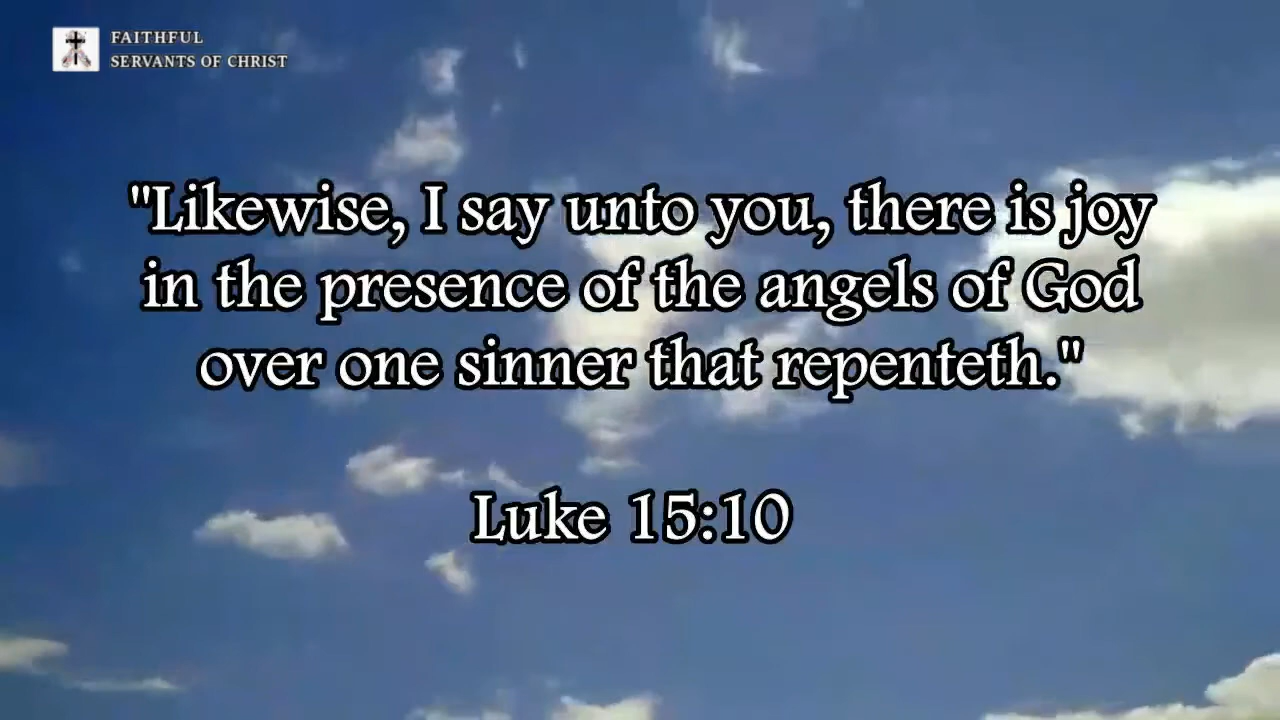 FAITHFUL
SERVANTS OF CHRIST
"Likewise, I say unto you, there is joy
in the presence of the angels of God
over one sinner that repenteth."
Luke 15:10